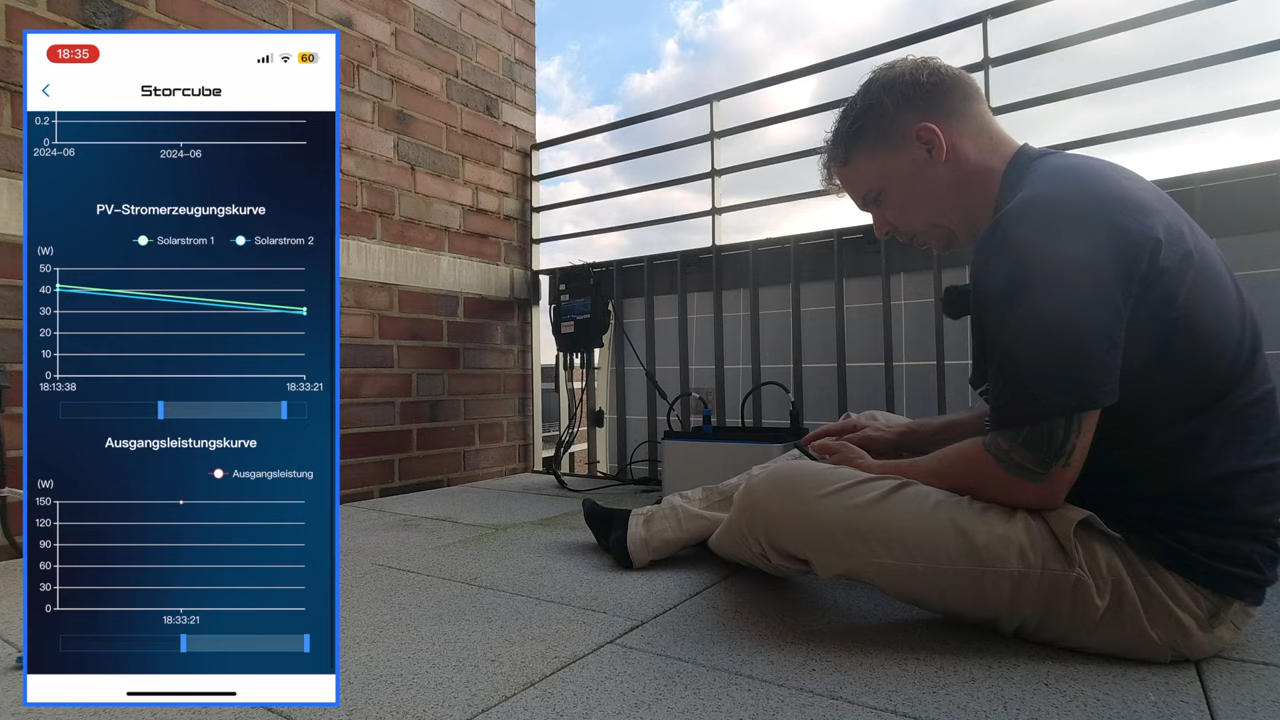 18:35
60
Storcube
0.2
0
2024-06 2024-06
PV-Stromerzeugungskurve
Solarstrom 1 Solarstrom 2
(W)
50
40
30
20
10
0
18:13:38 18:33:21
Ausgangsleistungskurve
Ausgangsleistung
(W)
150
120
90
60
30
0
18:33:21